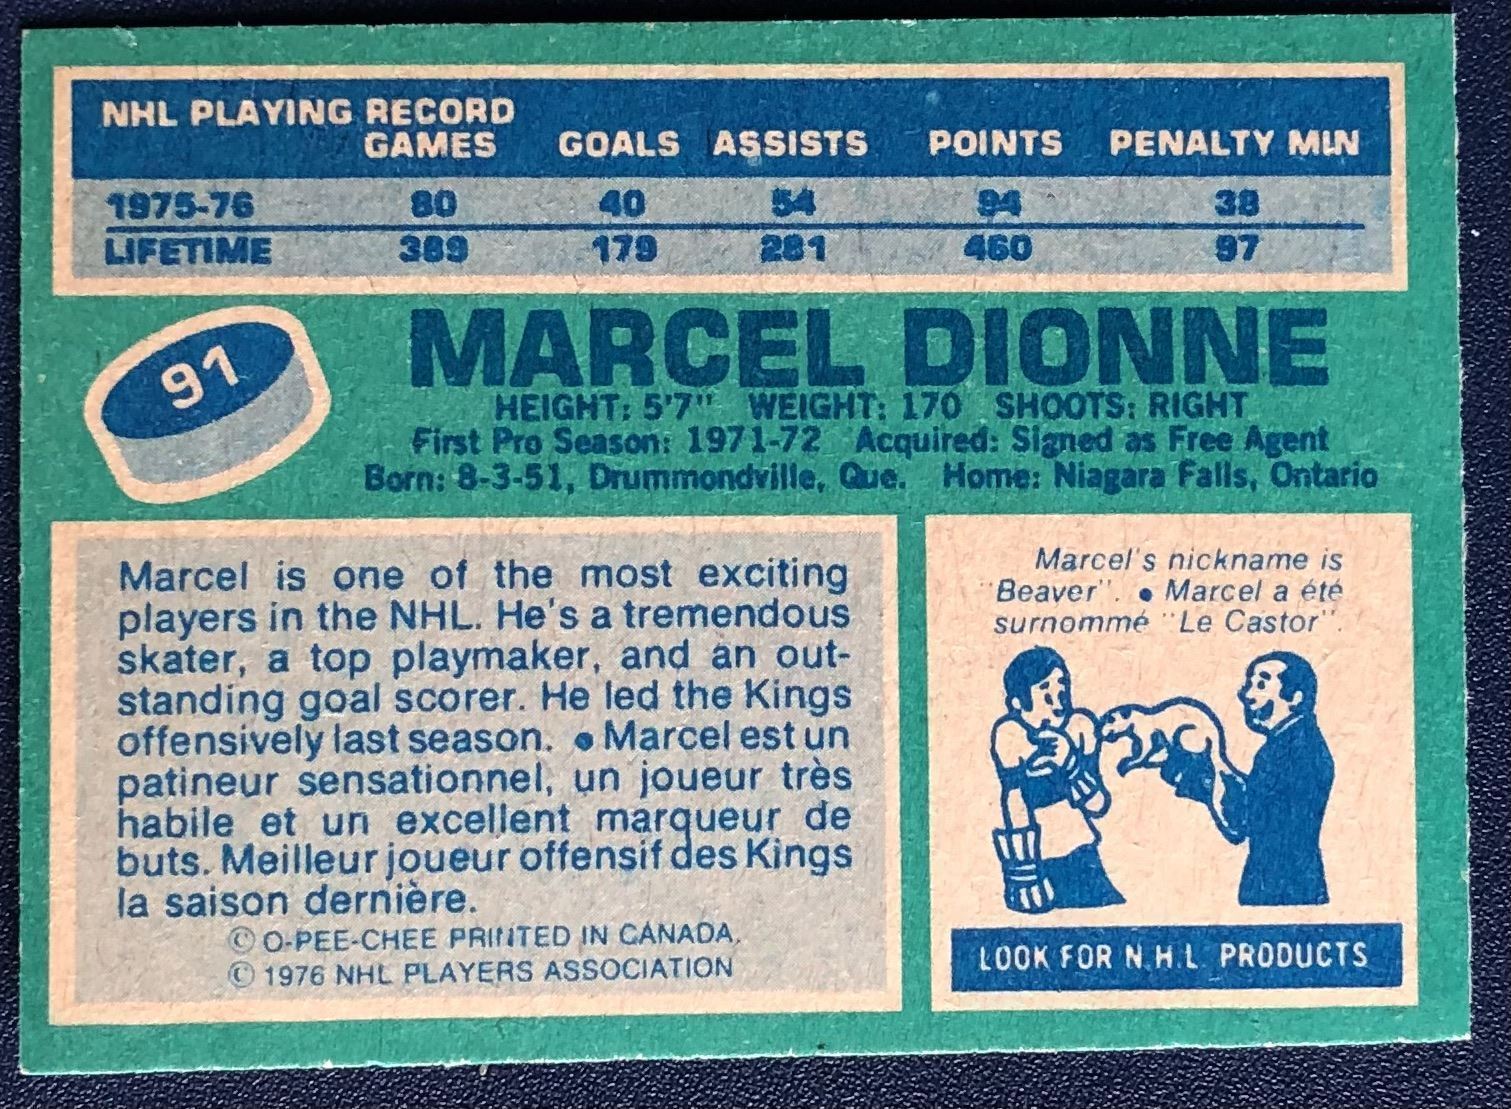 NHL PLAYING RECORD
GAMES GOALS ASSISTS POINTS PENALTY MIN
1975-76 80 40 54 94 38
LIFETIME 389 179 281 460 97
91
MARCEL DIONNE
HEIGHT: 5'7" WEIGHT: 170 SHOOTS: RIGHT
First Pro Season: 1971-72 Acquired: Signed as Free Agent
Born: 8-3-51, Drummondville, Que. Home: Niagara Falls, Ontario
Marcel is one of the most exciting
players in the NHL. He's a tremendous
skater, a top playmaker, and an out-
standing goal scorer. He led the Kings
offensively last season. • Marcel est un
patineur sensationnel, un joueur très
habile et un excellent marqueur de
buts. Meilleur joueur offensif des Kings
la saison dernière.
© O-PEE-CHEE PRINTED IN CANADA.
© 1976 NHL PLAYERS ASSOCIATION
Marcel's nickname is
"Beaver". • Marcel a été
surnommé "Le Castor".
LOOK FOR N.H.L. PRODUCTS